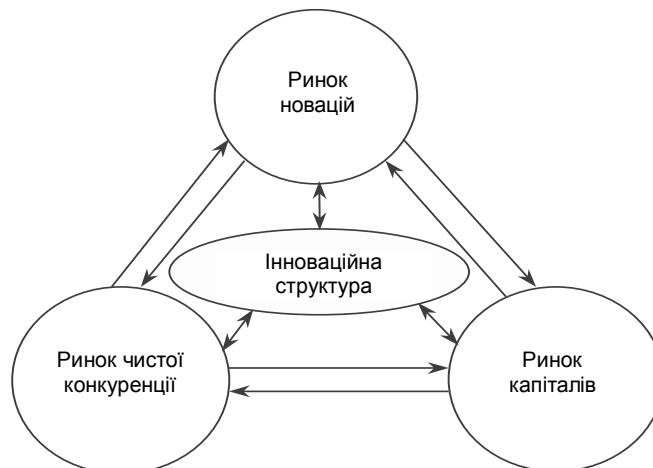 Ринок
новацій
Інноваційна
структура
Ринок чистої
конкуренції
Ринок
капіталів